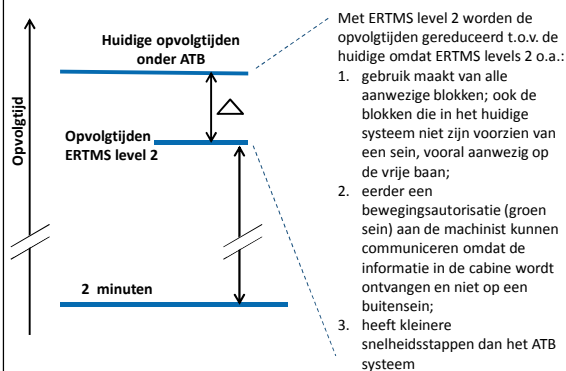 Opvolgtijd
Huidige opvolgtijden
onder ATB
Opvolgtijden
ERTMS level 2
2 minuten
Met ERTMS level 2 worden de
opvolgtijden gereduceerd t.o.v. de
huidige omdat ERTMS levels 2 o.a.:
1. gebruik maakt van alle
aanwezige blokken; ook de
blokken die in het huidige
systeem niet zijn voorzien van
een sein, vooral aanwezig op
de vrije baan;
2. eerder een
bewegingsautorisatie (groen
sein) aan de machinist kunnen
communiceren omdat de
informatie in de cabine wordt
ontvangen en niet op een
buitensein;
3. heeft kleinere
snelheidsstappen dan het ATB
systeem